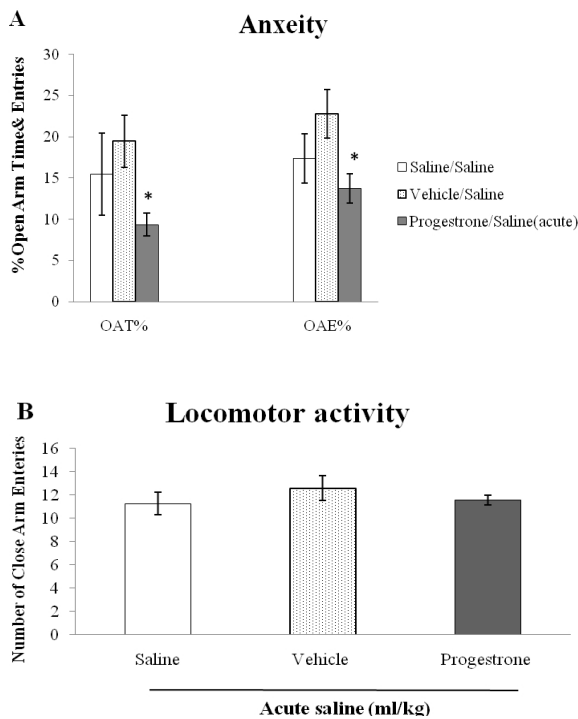 A
Anxeity
%Open Arm Time& Entries
30
25
20
15
10
5
0
*
*
OAT%
OAE%
Saline/Saline
Vehicle/Saline
Progestrone/Saline(acute)
B
Locomotor activity
Number of Close Arm Enteries
16
14
12
10
8
6
4
2
0
Saline
Vehicle
Progestrone
Acute saline (ml/kg)